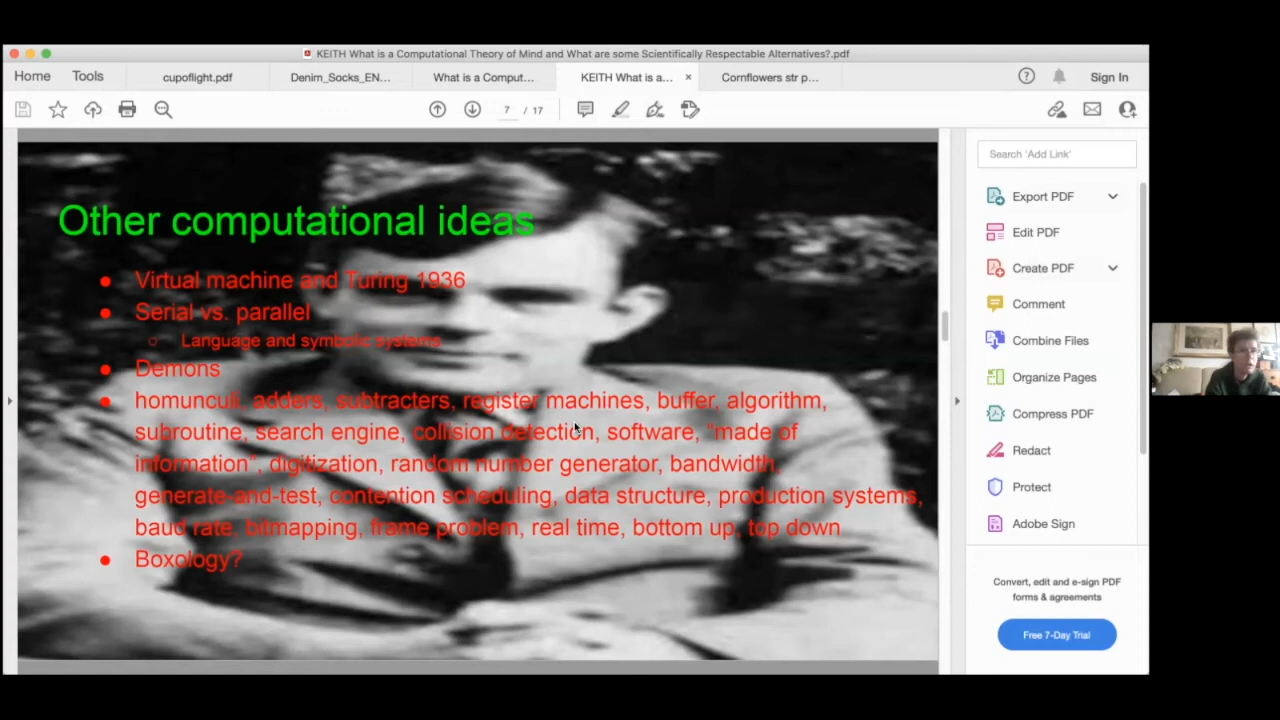 KEITH What is a Computational Theory of Mind and What are some Scientifically Respectable Alternatives?.pdf
Home Tools cupoflight.pdf Denim_Socks_EN... What is a Comput... KEITH What is a... × Cornflowers str p... Sign In
7 / 17
Search 'Add Link'
Export PDF
Edit PDF
Create PDF
Comment
Combine Files
Organize Pages
Compress PDF
Redact
Protect
Adobe Sign
Convert, edit and e-sign PDF
forms & agreements
Free 7-Day Trial
Other computational ideas
● Virtual machine and Turing 1936
● Serial vs. parallel
○ Language and symbolic systems
● Demons
● homunculi, adders, subtracters, register machines, buffer, algorithm,
subroutine, search engine, collision detection, software, "made of
information", digitization, random number generator, bandwidth,
generate-and-test, contention scheduling, data structure, production systems,
baud rate, bitmapping, frame problem, real time, bottom up, top down
● Boxology?